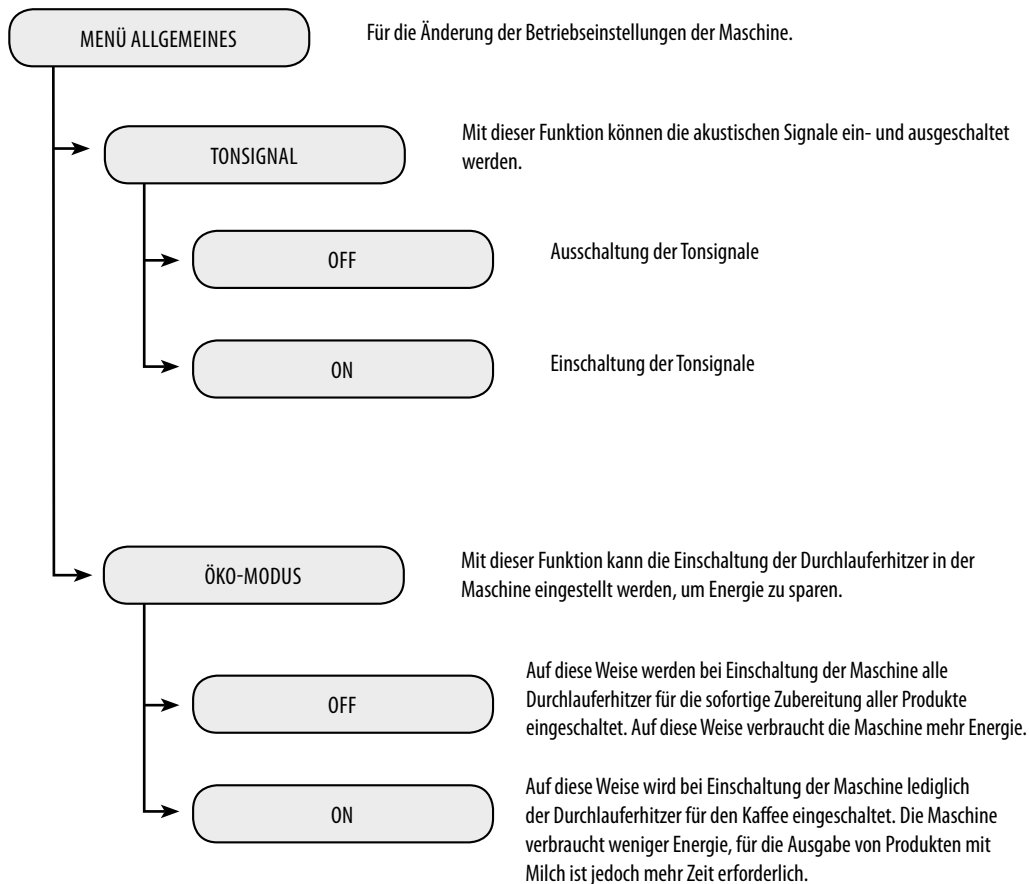 MENÜ ALLGEMEINES
Für die Änderung der Betriebseinstellungen der Maschine.
TONSIGNAL
Mit dieser Funktion können die akustischen Signale ein- und ausgeschaltet
werden.
OFF
Ausschaltung der Tonsignale
ON
Einschaltung der Tonsignale
ÖKO-MODUS
Mit dieser Funktion kann die Einschaltung der Durchlauferhitzer in der
Maschine eingestellt werden, um Energie zu sparen.
OFF
Auf diese Weise werden bei Einschaltung der Maschine alle
Durchlauferhitzer für die sofortige Zubereitung aller Produkte
eingeschaltet. Auf diese Weise verbraucht die Maschine mehr Energie.
ON
Auf diese Weise wird bei Einschaltung der Maschine lediglich
der Durchlauferhitzer für den Kaffee eingeschaltet. Die Maschine
verbraucht weniger Energie, für die Ausgabe von Produkten mit
Milch ist jedoch mehr Zeit erforderlich.